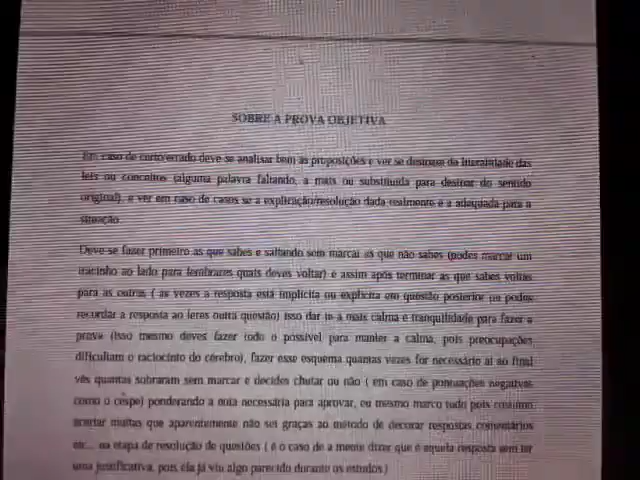 SOBRE A PROVA OBJETIVA
Em caso de certo/errado deve se analisar bem as proposições e ver se destoam da literalidade das
leis ou conceitos (alguma palavra faltando, a mais ou substituida para destoar do sentido
original), e ver em caso de casos se a explicação/resolução dada realmente é a adequada para a
situação.
Deve-se fazer primeiro as que sabes e saltando sem marcar as que não sabes (podes marcar um
tracinho ao lado para lembrares quais deves voltar) e assim após terminar as que sabes voltas
para as outras ( as vezes a resposta está implicita ou explicita em questão posterior ou podes
recordar a resposta ao leres outra questão) isso dar te-á mais calma e tranquilidade para fazer a
prova (isso mesmo deves fazer todo o possível para manter a calma, pois preocupações
dificultam o raciocínto do cérebro), fazer esse esquema quantas vezes for necessário aí ao final
vês quantas sobraram sem marcar e decides chutar ou não ( em caso de pontuações negativas
como o cespe) ponderando a nota necessária para aprovar, eu mesmo marco tudo pois costumo
acertar muitas que aparentemente não sei graças ao método de decorar respostas, comentários
etc... na etapa de resolução de questões ( é o caso de a mente dizer que é aquela resposta sem ter
uma justificativa, pois ela já viu algo parecido durante os estudos )